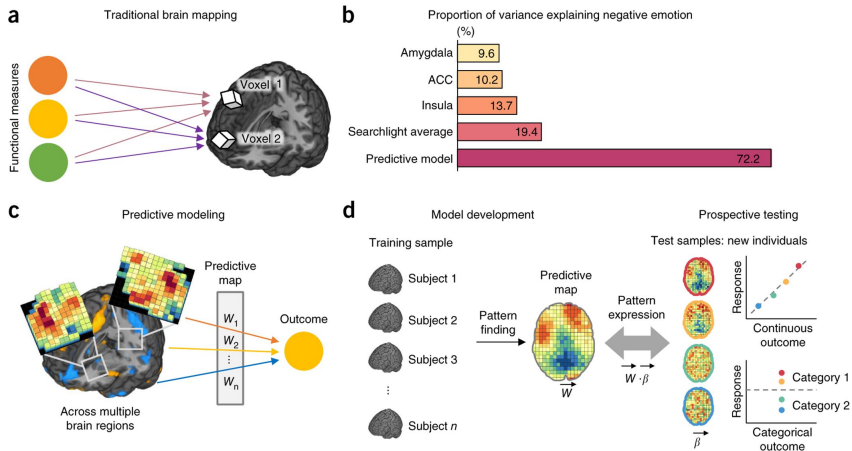 a
Traditional brain mapping
Functional measures
Voxel 1
Voxel 2
b
Proportion of variance explaining negative emotion
(%)
Amygdala 9.6
ACC 10.2
Insula 13.7
Searchlight average 19.4
Predictive model 72.2
c
Predictive modeling
Predictive
map
W1
W2
...
Wn
Outcome
Across multiple
brain regions
d
Model development
Prospective testing
Training sample
Test samples: new individuals
Subject 1
Subject 2
Subject 3
...
Subject n
Pattern
finding
Predictive
map
W
Pattern
expression
W · β
β
Response
Continuous
outcome
Response
Category 1
Category 2
Categorical
outcome